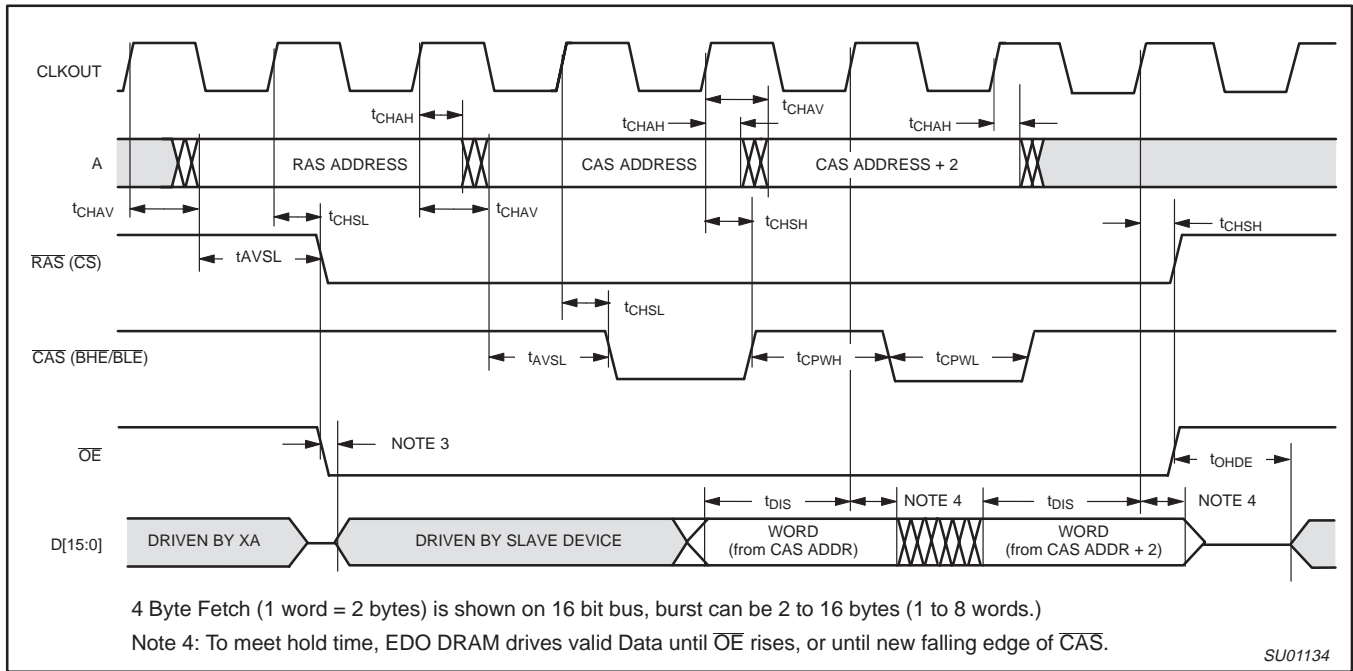 CLKOUT
tCHAH
tCHAV
tCHAH
tCHAH
A
RAS ADDRESS
CAS ADDRESS
CAS ADDRESS + 2
tCHAV
tCHSL
tCHAV
tCHSH
tCHSH
RAS (CS)
tAVSL
tCHSL
CAS (BHE/BLE)
tAVSL
tCPWH
tCPWL
OE
NOTE 3
tOHDE
tDIS
NOTE 4
tDIS
NOTE 4
D[15:0]
DRIVEN BY XA
DRIVEN BY SLAVE DEVICE
WORD
(from CAS ADDR)
WORD
(from CAS ADDR + 2)
4 Byte Fetch (1 word = 2 bytes) is shown on 16 bit bus, burst can be 2 to 16 bytes (1 to 8 words.)
Note 4: To meet hold time, EDO DRAM drives valid Data until OE rises, or until new falling edge of CAS.
SU01134